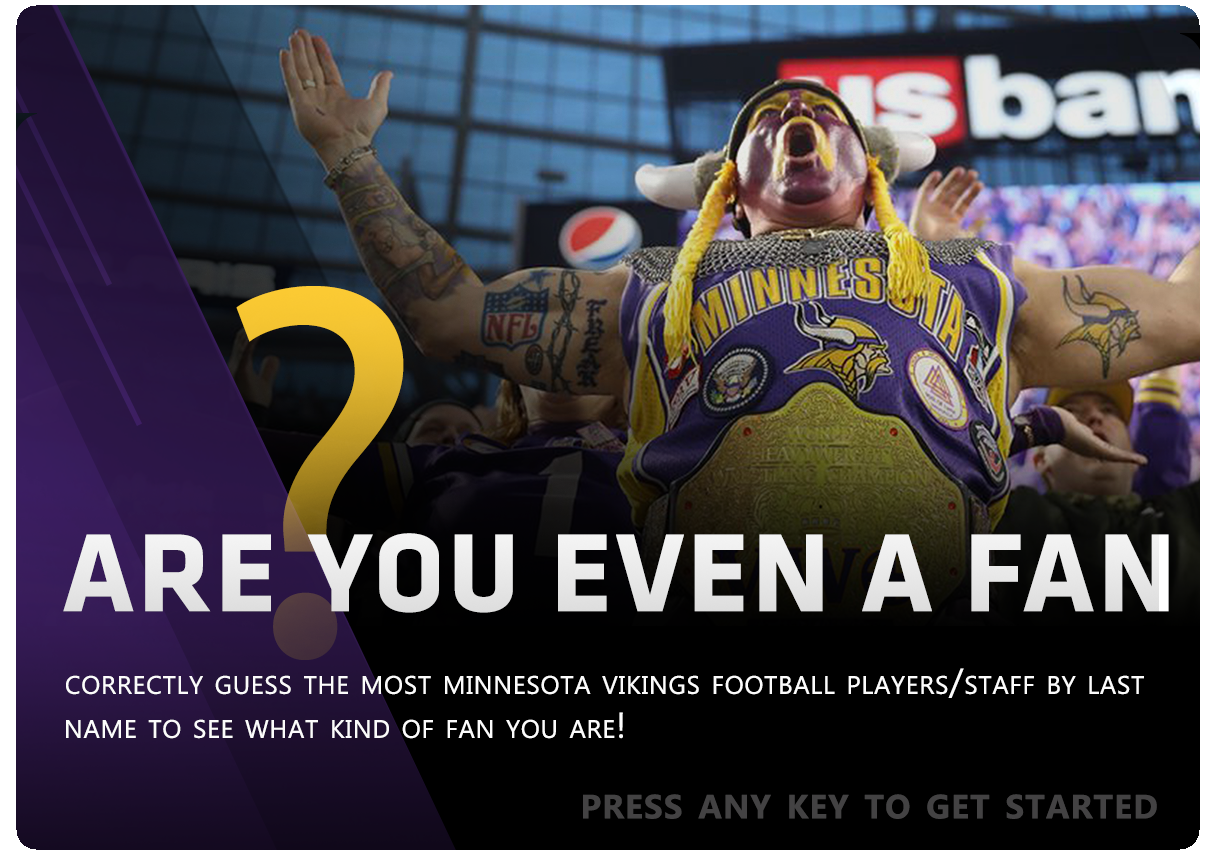 usban
NFL
MINNESOTA
HEAVYWEIGHT
?
ARE YOU EVEN A FAN
CORRECTLY GUESS THE MOST MINNESOTA VIKINGS FOOTBALL PLAYERS/STAFF BY LAST
NAME TO SEE WHAT KIND OF FAN YOU ARE!
PRESS ANY KEY TO GET STARTED